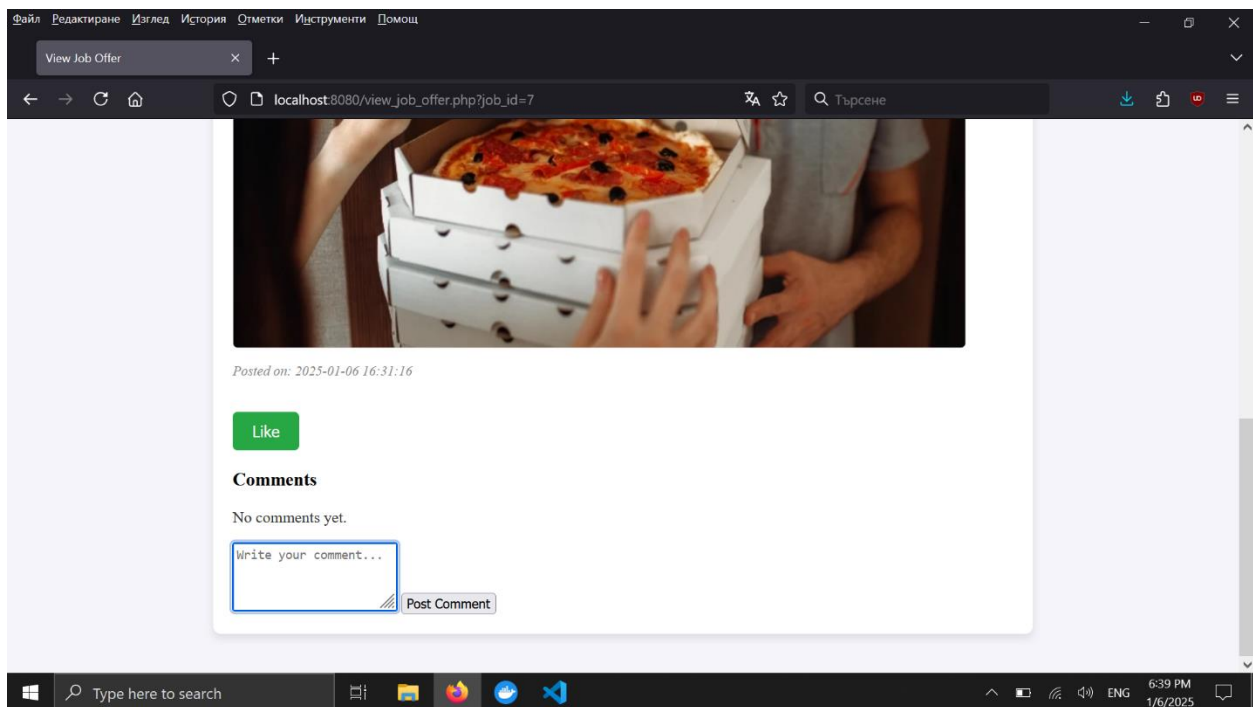 Файл Редактиране Изглед История Отметки Инструменти Помощ
View Job Offer
localhost:8080/view_job_offer.php?job_id=7
Търсене
Posted on: 2025-01-06 16:31:16
Like
Comments
No comments yet.
Write your comment...
Post Comment
Type here to search
ENG
6:39 PM
1/6/2025